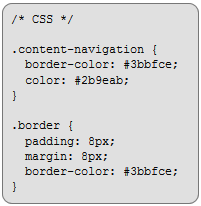 /* CSS */

.content-navigation {
  border-color: #3bbfce;
  color: #2b9eab;
}

.border {
  padding: 8px;
  margin: 8px;
  border-color: #3bbfce;
}